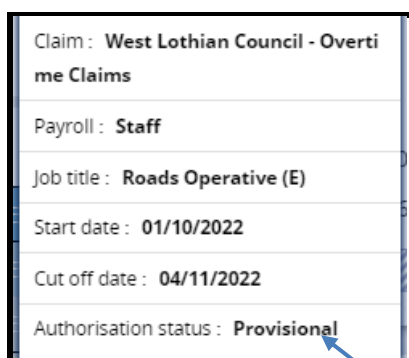 Claim : West Lothian Council - Overti
me Claims
Payroll : Staff
Job title : Roads Operative (E)
Start date : 01/10/2022
Cut off date : 04/11/2022
Authorisation status : Provisional